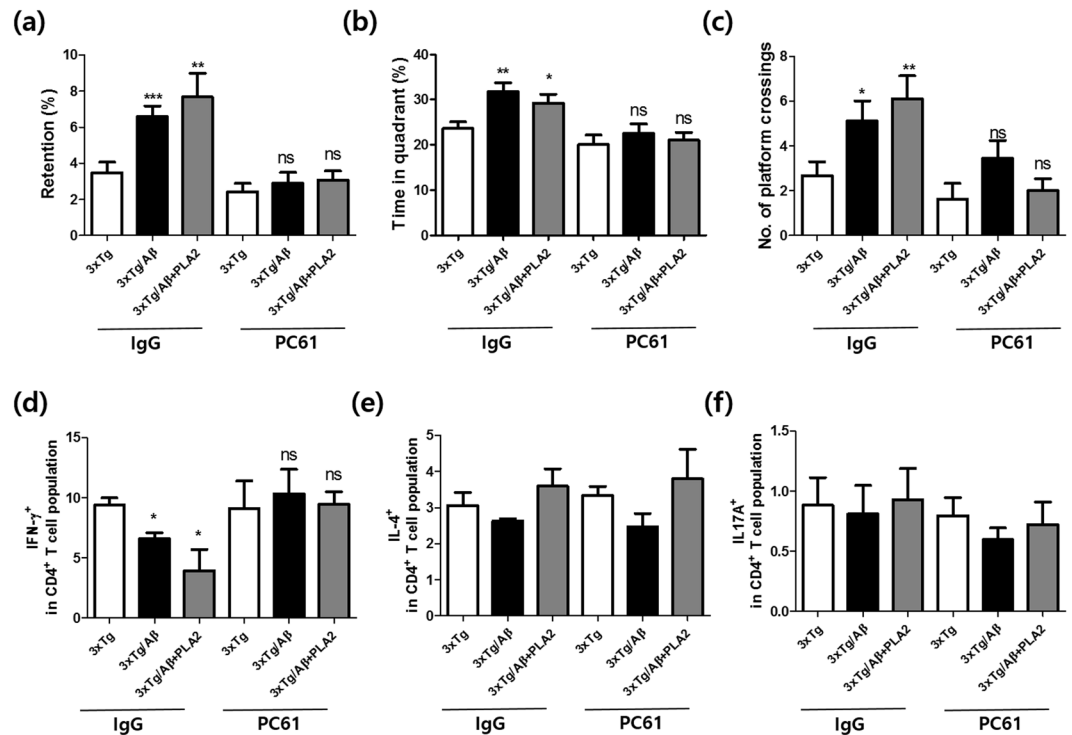 (a)
Retention (%)
10
8
6
4
2
0
***
**
ns
ns
3xTg
3xTg/Aβ
3xTg/Aβ+PLA2
3xTg
3xTg/Aβ
3xTg/Aβ+PLA2
IgG
PC61
(b)
Time in quadrant (%)
40
30
20
10
0
**
*
ns
ns
3xTg
3xTg/Aβ
3xTg/Aβ+PLA2
3xTg
3xTg/Aβ
3xTg/Aβ+PLA2
IgG
PC61
(c)
No. of platform crossings
8
6
4
2
0
*
**
ns
ns
3xTg
3xTg/Aβ
3xTg/Aβ+PLA2
3xTg
3xTg/Aβ
3xTg/Aβ+PLA2
IgG
PC61
(d)
IFN-γ⁺
in CD4⁺ T cell population
15
10
5
0
*
*
ns
ns
3xTg
3xTg/Aβ
3xTg/Aβ+PLA2
3xTg
3xTg/Aβ
3xTg/Aβ+PLA2
IgG
PC61
(e)
IL-4⁺
in CD4⁺ T cell population
5
4
3
2
1
0
3xTg
3xTg/Aβ
3xTg/Aβ+PLA2
3xTg
3xTg/Aβ
3xTg/Aβ+PLA2
IgG
PC61
(f)
IL17A⁺
in CD4⁺ T cell population
1.5
1.0
0.5
0.0
3xTg
3xTg/Aβ
3xTg/Aβ+PLA2
3xTg
3xTg/Aβ
3xTg/Aβ+PLA2
IgG
PC61